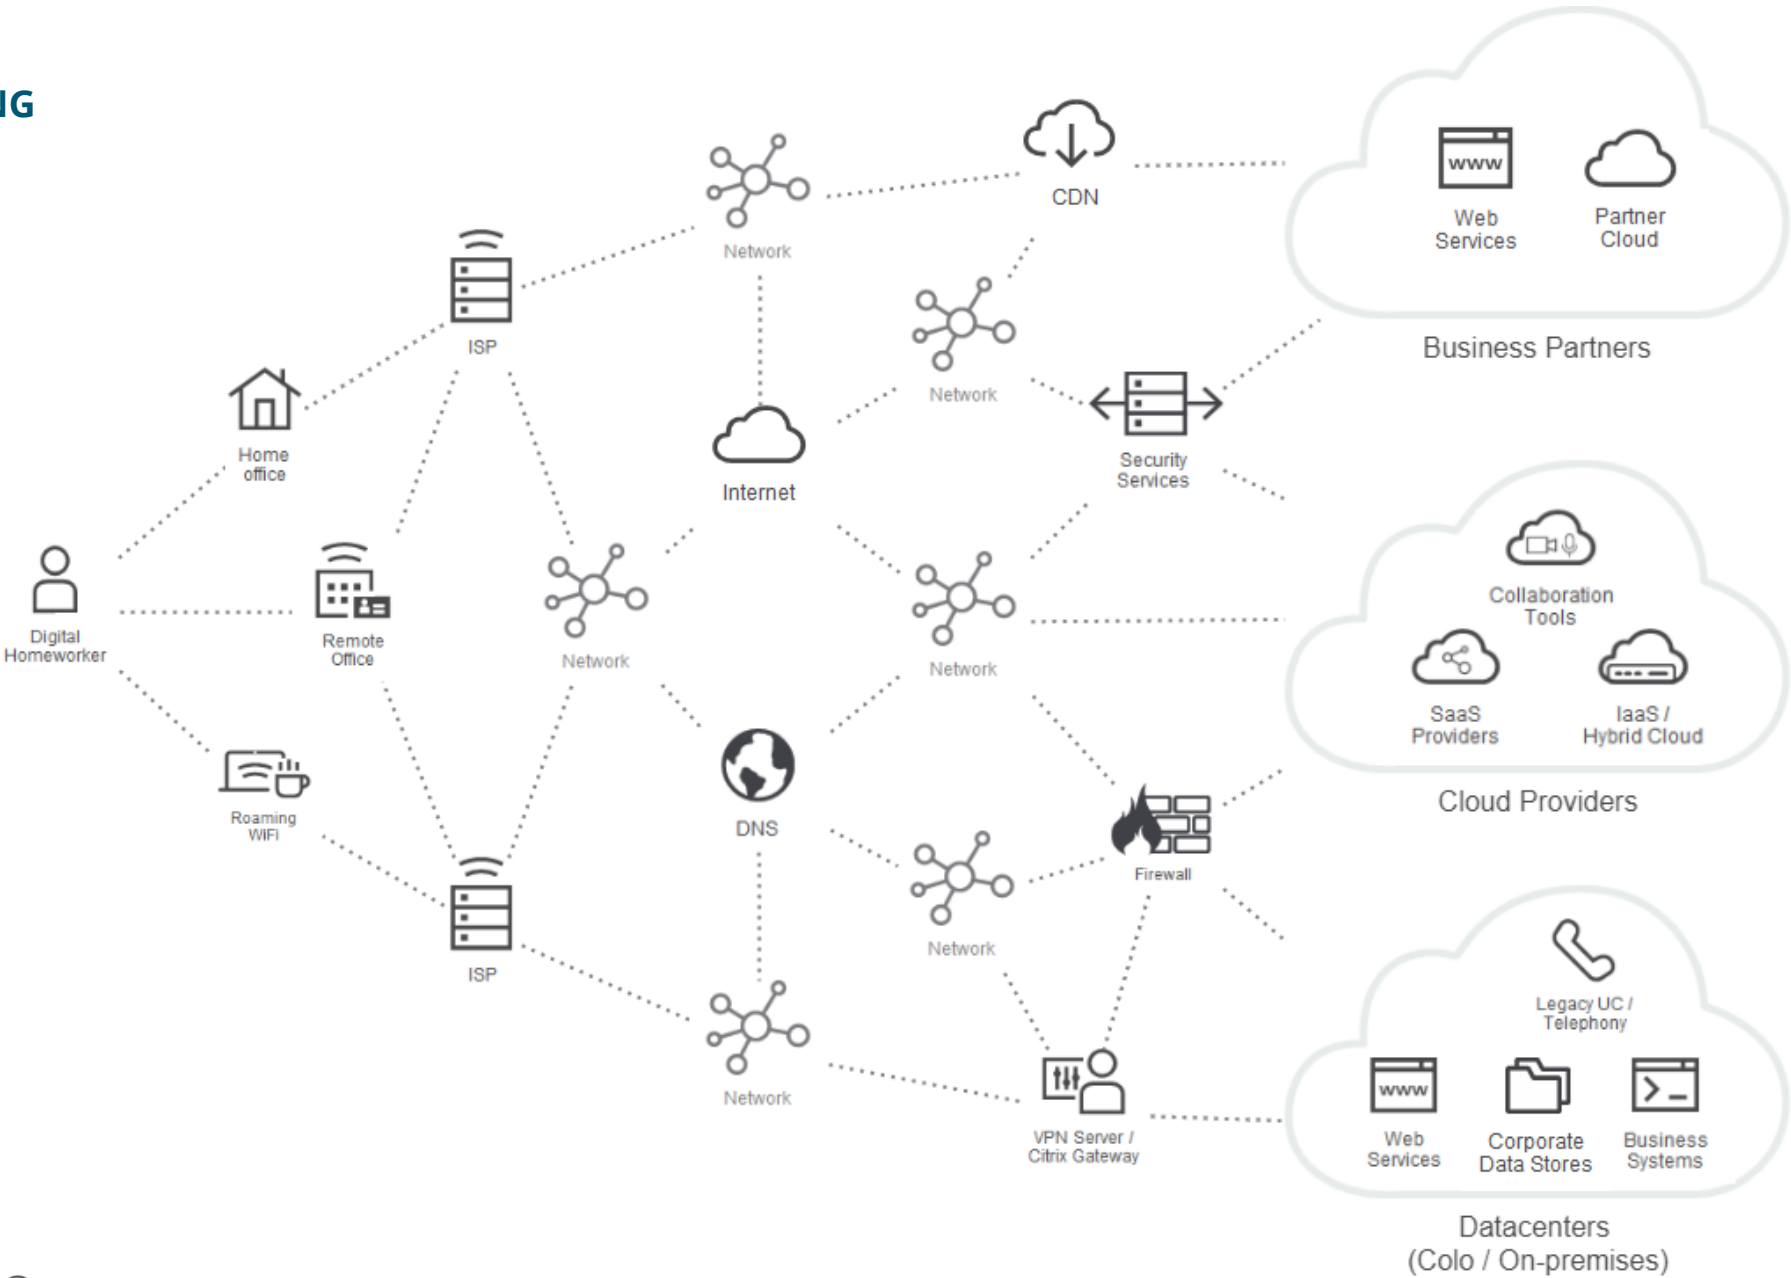 NG
CDN
www
Web
Services
Partner
Cloud
Business Partners
Network
ISP
Network
Home
office
Internet
Security
Services
Digital
Homeworker
Remote
Office
Network
Network
Collaboration
Tools
SaaS
Providers
IaaS /
Hybrid Cloud
Cloud Providers
Roaming
WiFi
DNS
Firewall
ISP
Network
Network
VPN Server /
Citrix Gateway
Legacy UC /
Telephony
www
Web
Services
Corporate
Data Stores
Business
Systems
Datacenters
(Colo / On-premises)